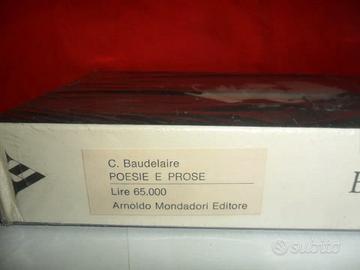 C. Baudelaire
POESIE E PROSE
Lire 65.000
Arnoldo Mondadori Editore
subito